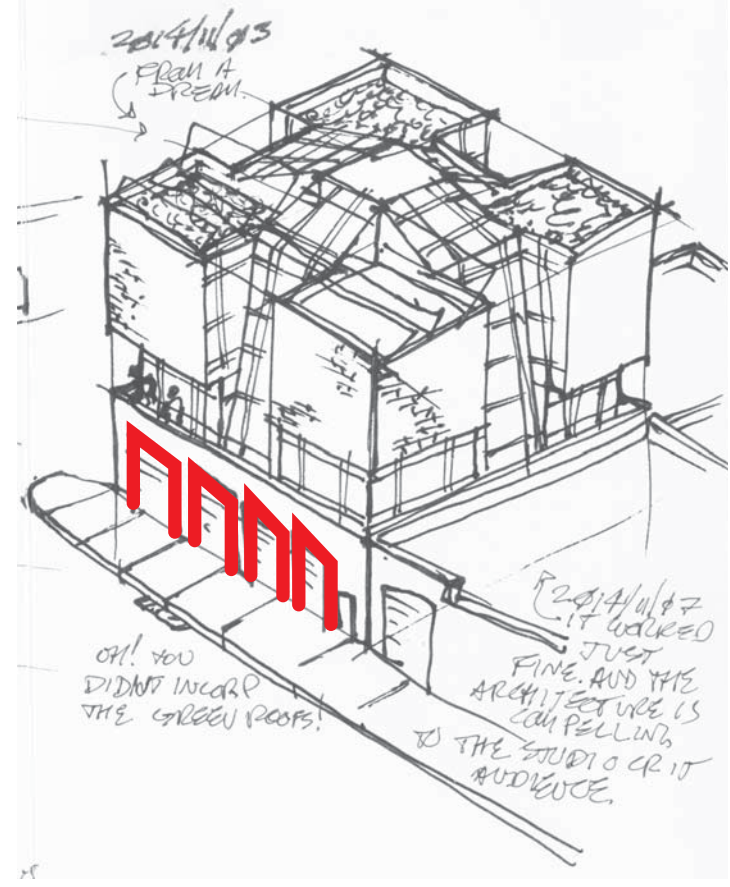 2014/11/03
FROM A
DREAM.
OH! YOU
DIDN'T INCORP
THE GREEN ROOFS!
2014/11/07
IT WORKED
JUST
FINE. AND THE
ARCHITECTURE IS
COMPELLING
TO THE STUDIO CRIT
AUDIENCE.